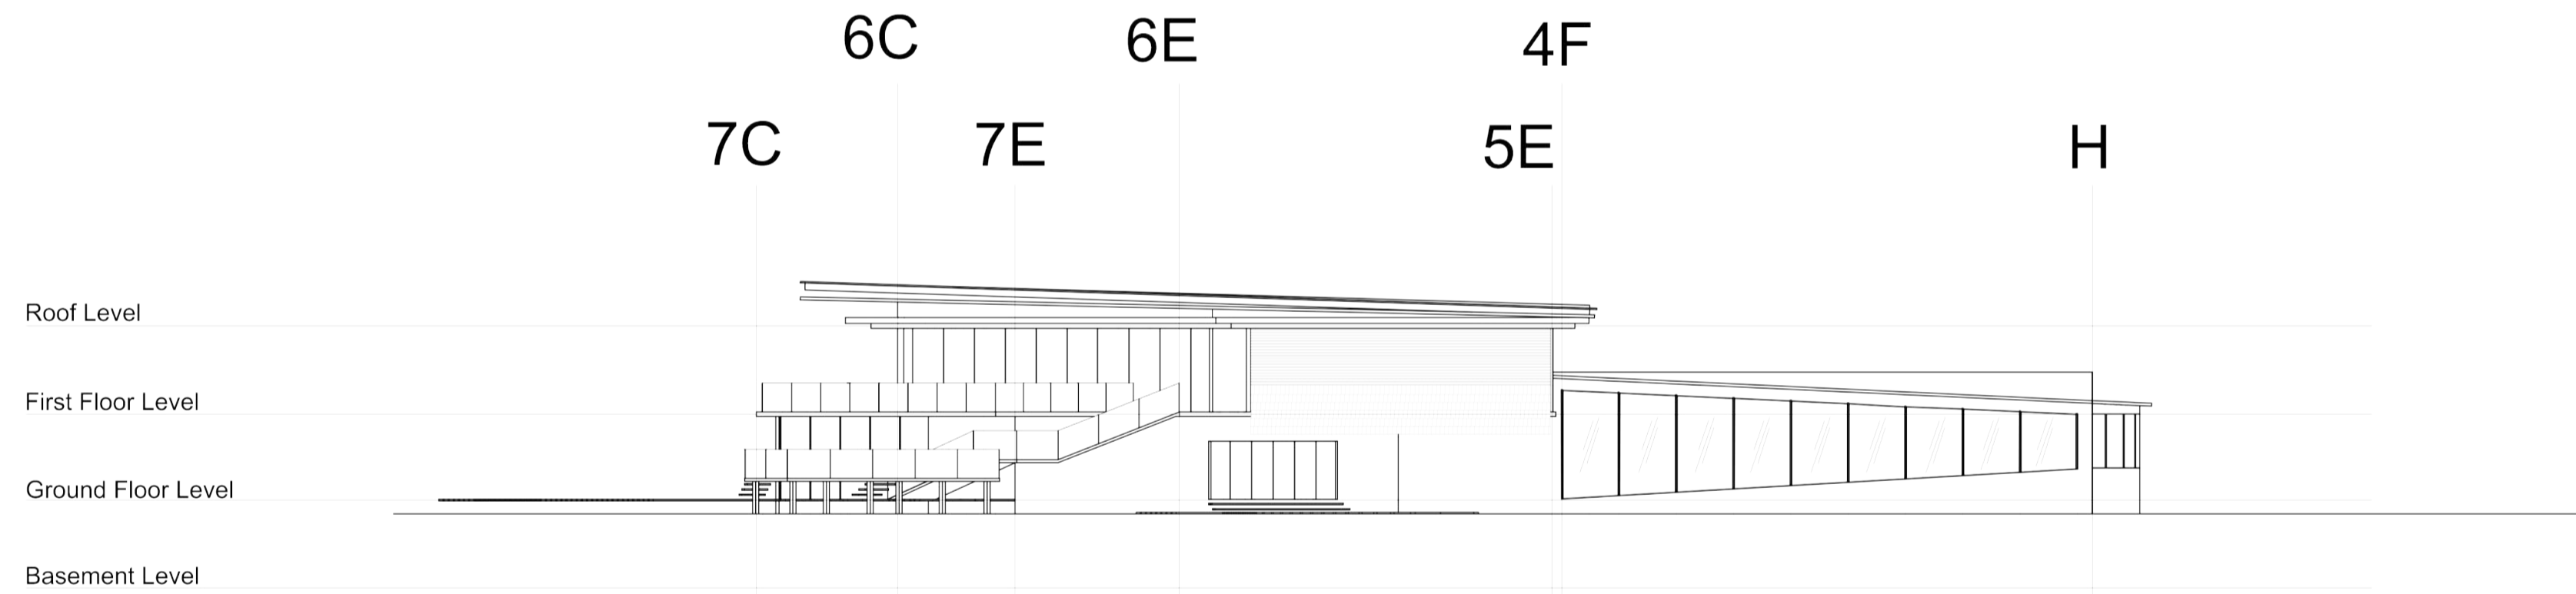 6C 6E 4F
7C 7E 5E H
Roof Level
First Floor Level
Ground Floor Level
Basement Level